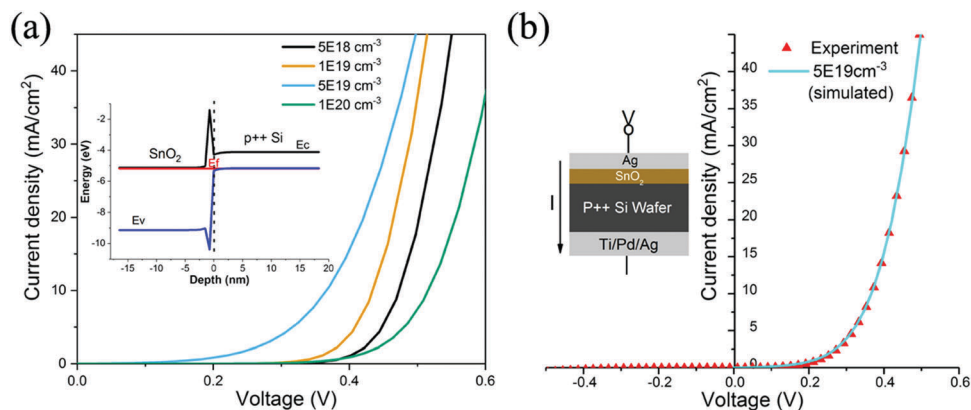 (a)
Current density (mA/cm²)
40
30
20
10
0
0.0 0.2 0.4 0.6
Voltage (V)
5E18 cm⁻³
1E19 cm⁻³
5E19 cm⁻³
1E20 cm⁻³
Energy (eV)
-2
-4
-6
-8
-10
-15 -10 -5 0 5 10 15 20
Depth (nm)
SnO₂
p++ Si
Ec
Ef
Ev
(b)
Current density (mA/cm²)
45
40
35
30
25
20
15
10
5
0
-0.4 -0.2 0.0 0.2 0.4 0.6
Voltage (V)
Experiment
5E19cm⁻³
(simulated)
V
I
Ag
SnO₂
P++ Si Wafer
Ti/Pd/Ag